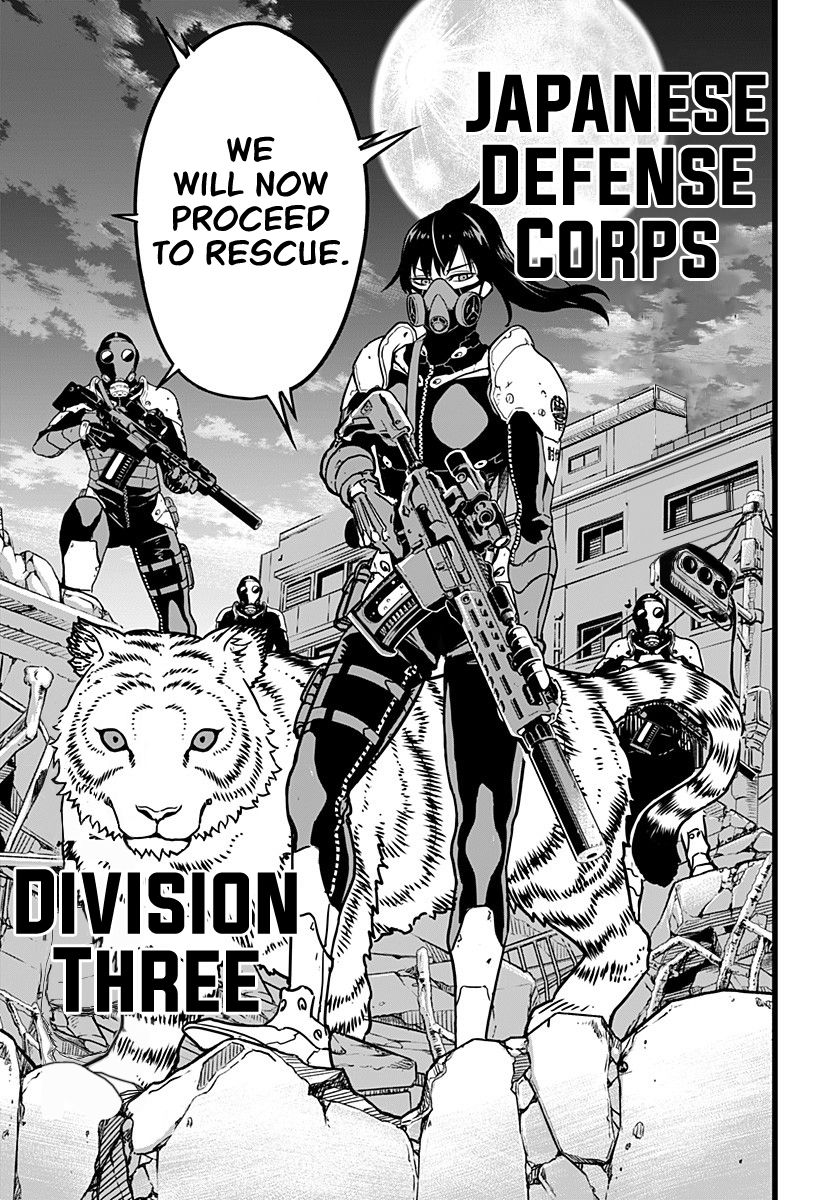 WE
WILL NOW
PROCEED
TO RESCUE.
JAPANESE
DEFENSE
CORPS
DIVISION
THREE